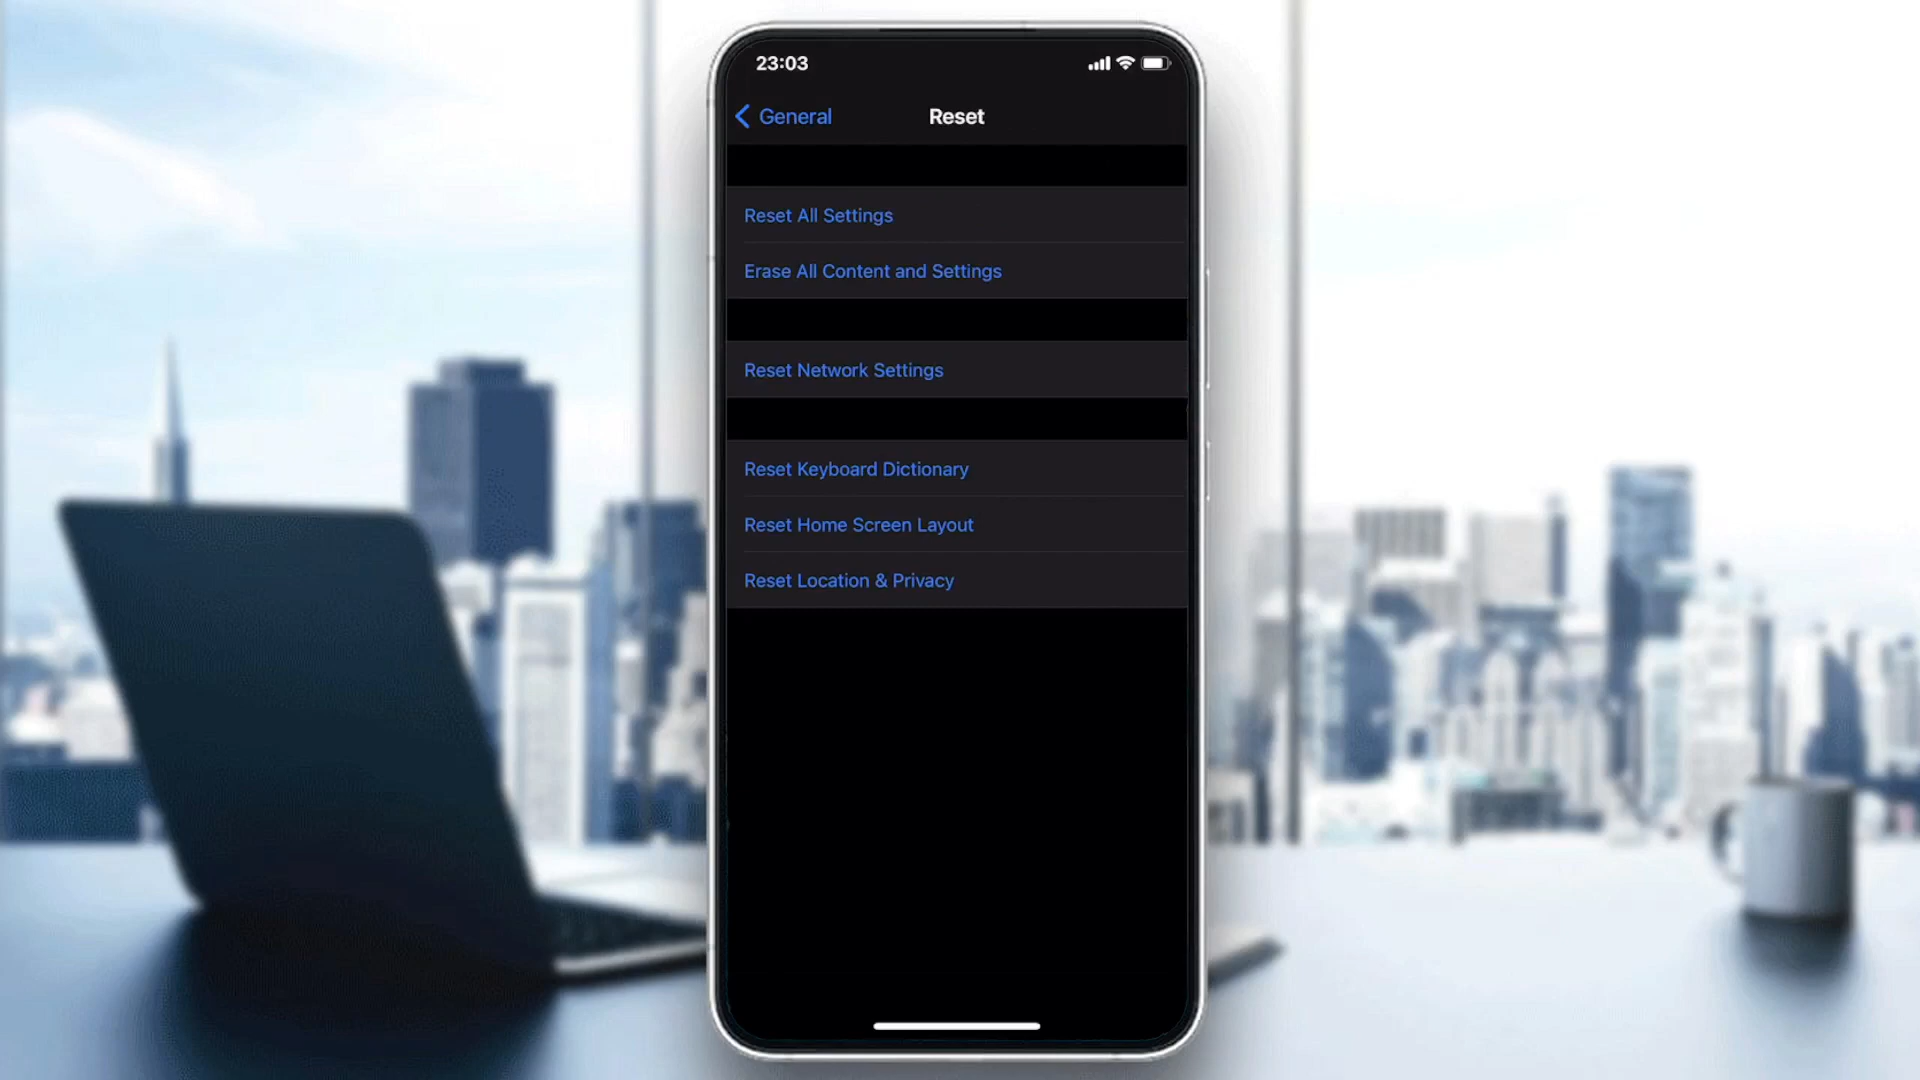 23:03
General
Reset
Reset All Settings
Erase All Content and Settings
Reset Network Settings
Reset Keyboard Dictionary
Reset Home Screen Layout
Reset Location & Privacy